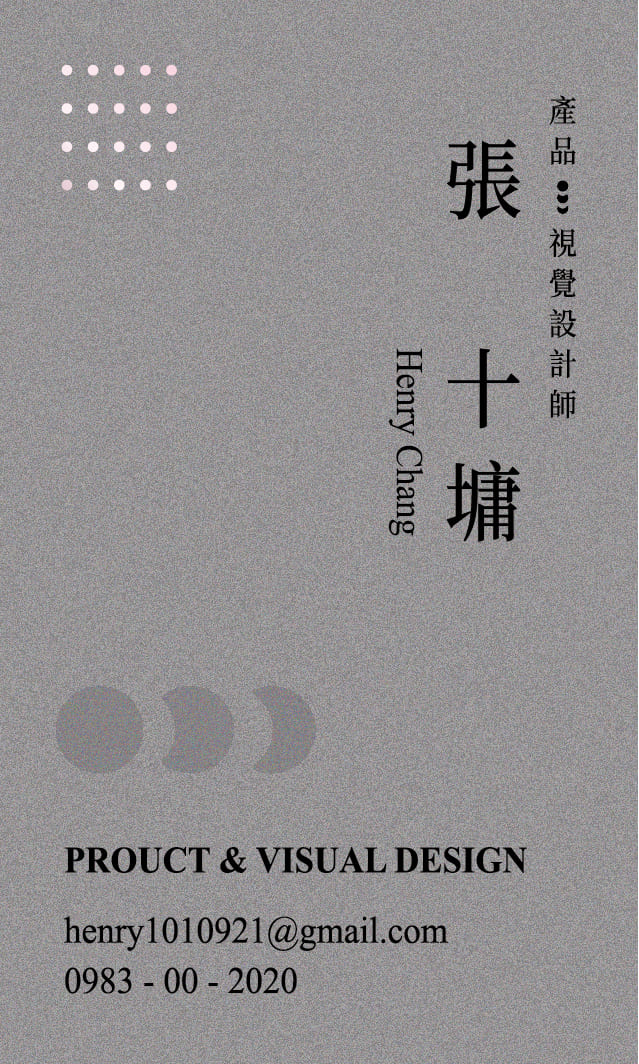 產品視覺設計師
張十墉
Henry Chang
PROUCT & VISUAL DESIGN
henry1010921@gmail.com
0983 - 00 - 2020